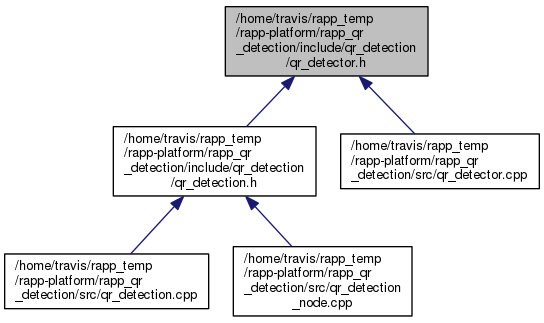 /home/travis/rapp_temp
/rapp-platform/rapp_qr
_detection/include/qr_detection
/qr_detector.h
/home/travis/rapp_temp
/rapp-platform/rapp_qr
_detection/include/qr_detection
/qr_detection.h
/home/travis/rapp_temp
/rapp-platform/rapp_qr
_detection/src/qr_detector.cpp
/home/travis/rapp_temp
/rapp-platform/rapp_qr
_detection/src/qr_detection.cpp
/home/travis/rapp_temp
/rapp-platform/rapp_qr
_detection/src/qr_detection
_node.cpp